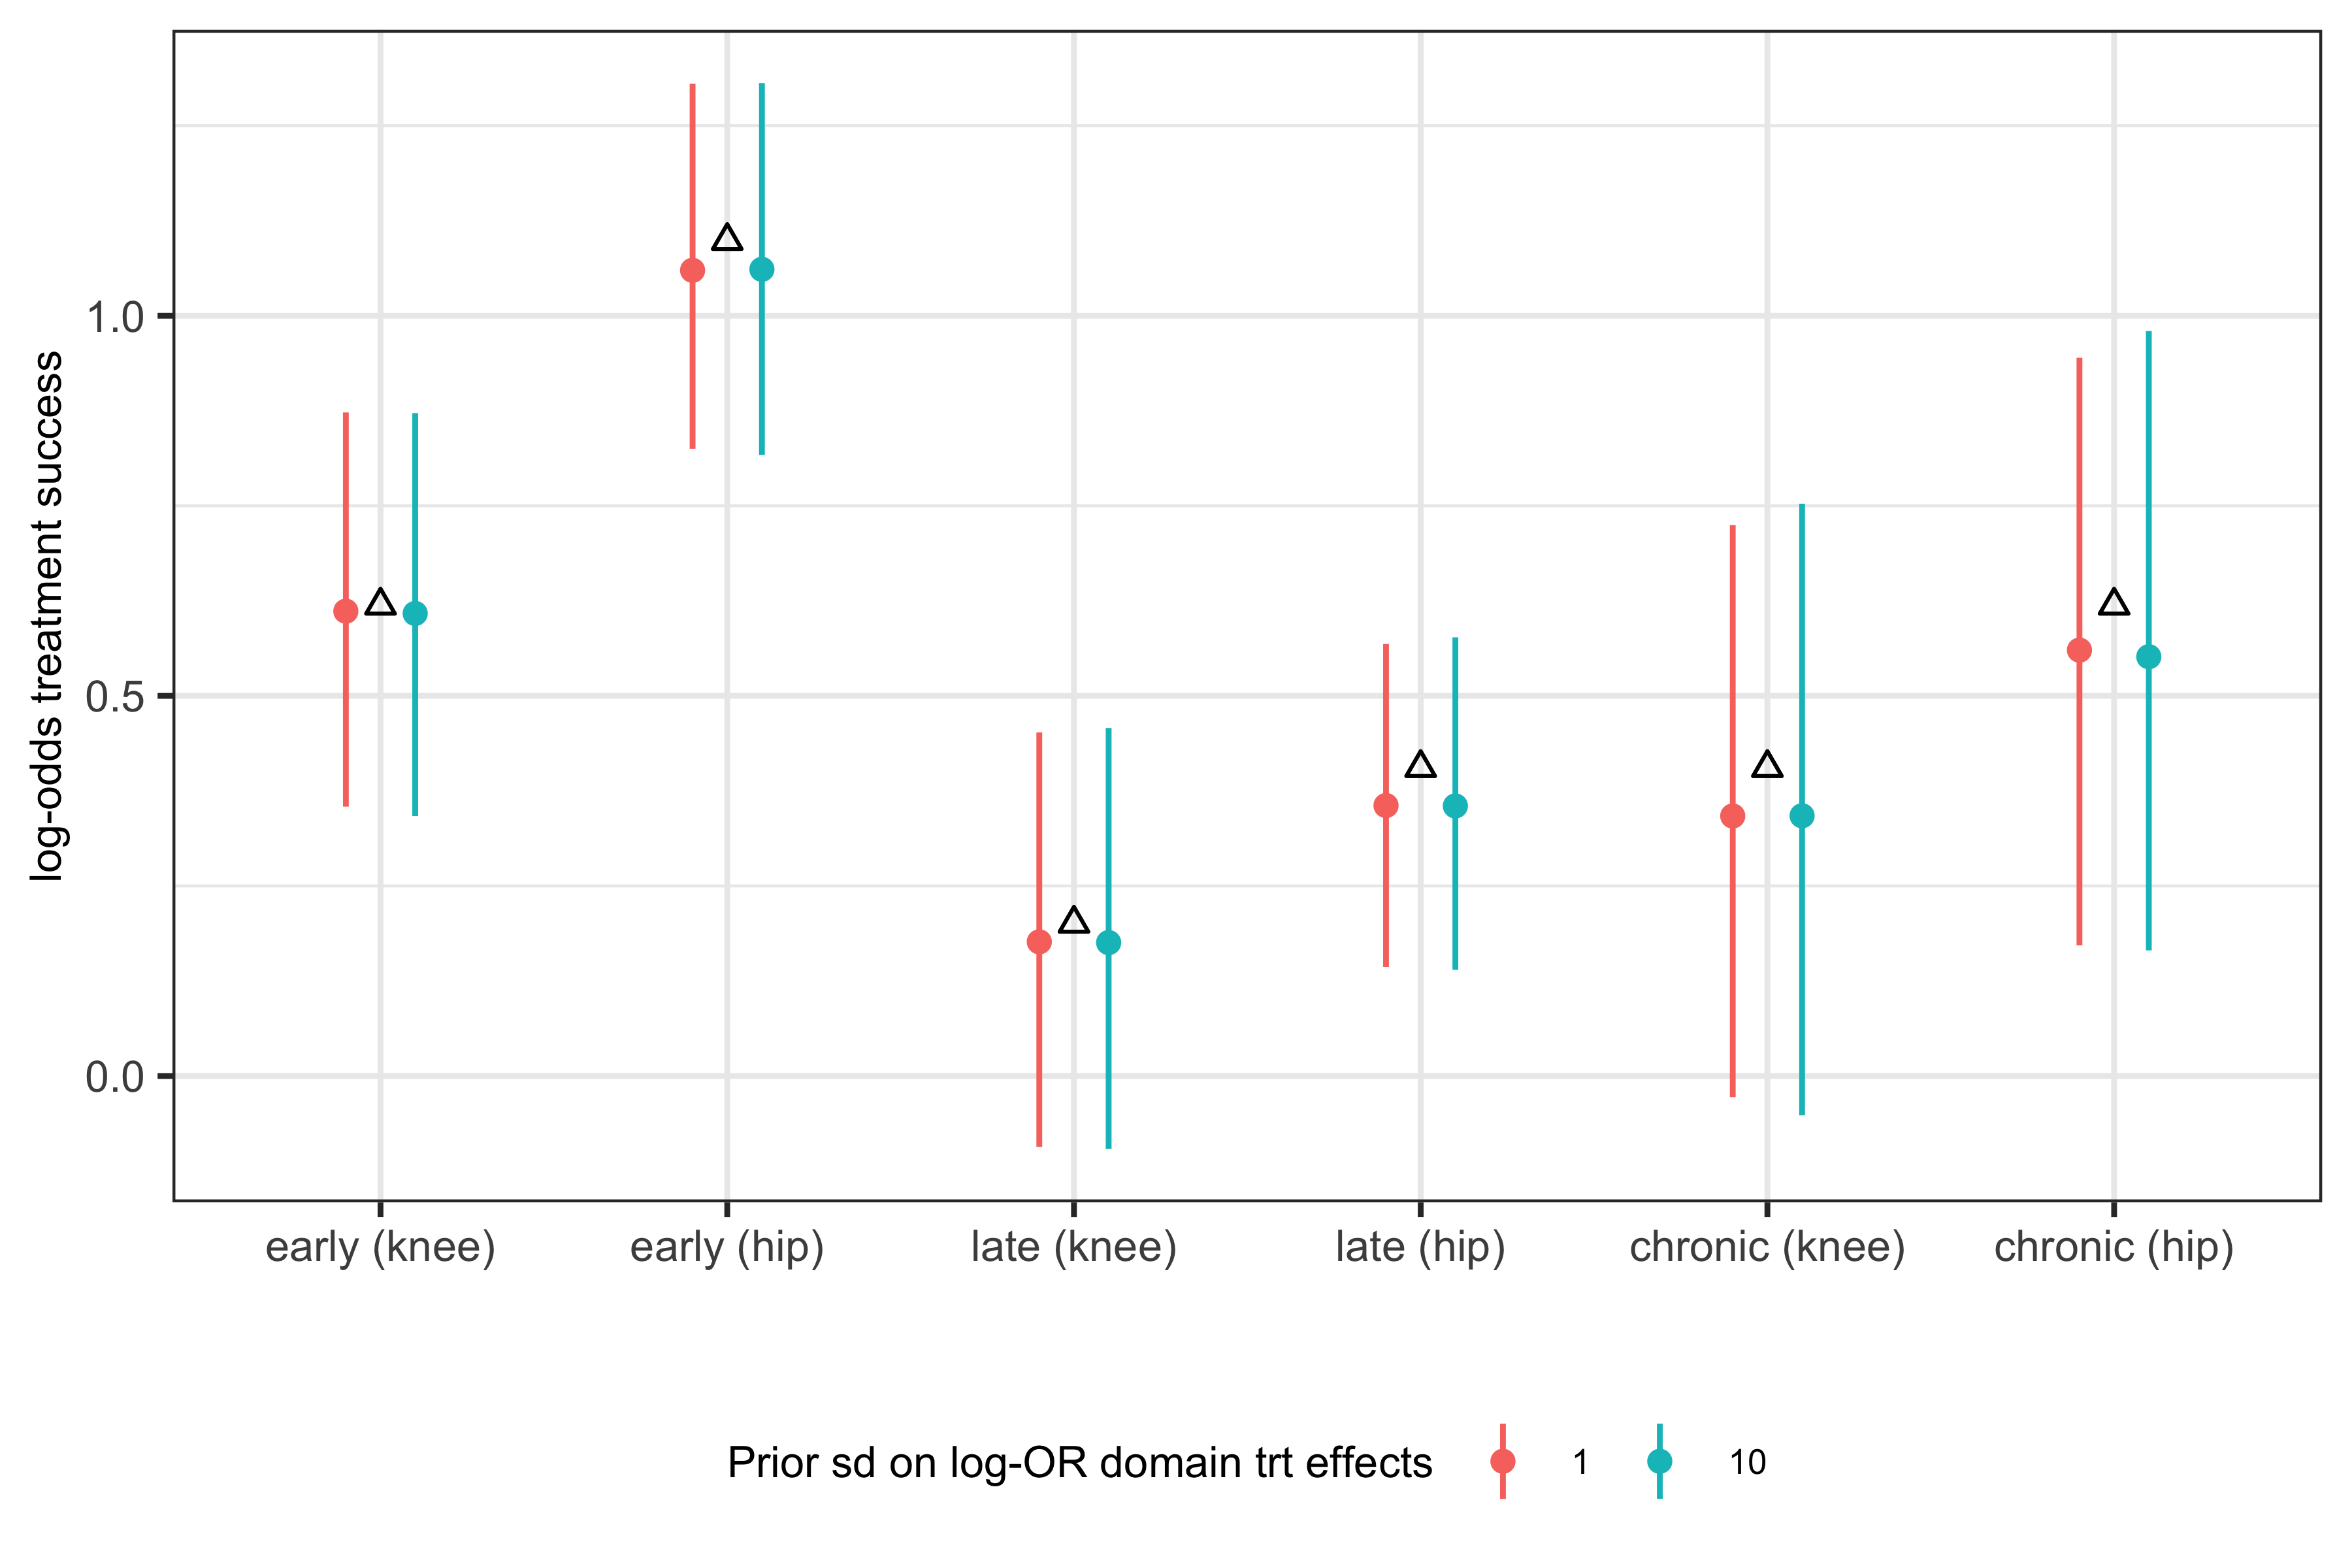 log-odds treatment success
1.0
0.5
0.0
early (knee) early (hip) late (knee) late (hip) chronic (knee) chronic (hip)
Prior sd on log-OR domain trt effects 1 10